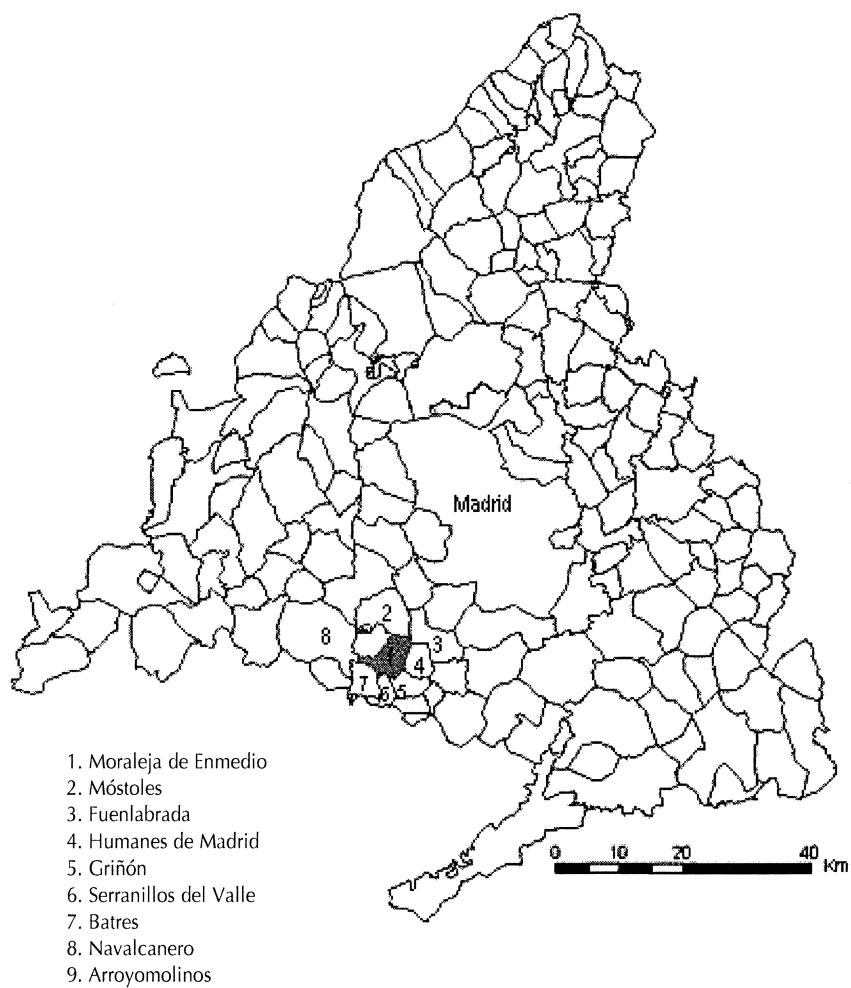 Madrid
2
8
3
1
4
7
6
5
1. Moraleja de Enmedio
2. Móstoles
3. Fuenlabrada
4. Humanes de Madrid
5. Griñón
6. Serranillos del Valle
7. Batres
8. Navalcanero
9. Arroyomolinos
0 10 20 40
Km